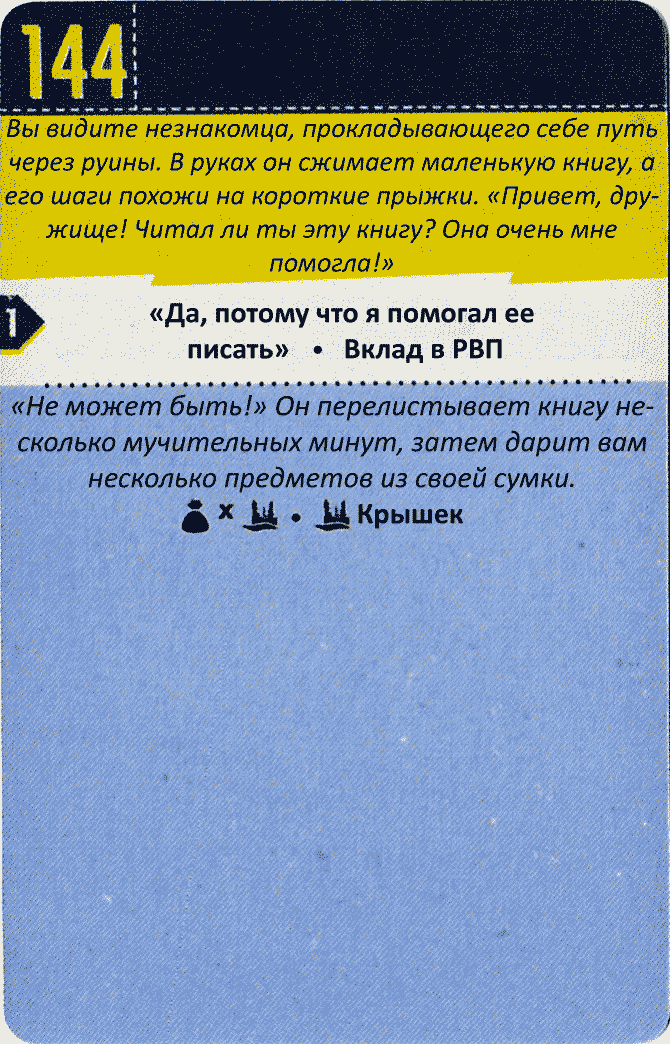 144
Вы видите незнакомца, прокладывающего себе путь
через руины. В руках он сжимает маленькую книгу, а
его шаги похожи на короткие прыжки. «Привет, дру-
жище! Читал ли ты эту книгу? Она очень мне
помогла!»
1
«Да, потому что я помогал ее
писать» • Вклад в РВП
«Не может быть!» Он перелистывает книгу не-
сколько мучительных минут, затем дарит вам
несколько предметов из своей сумки.
x • Крышек